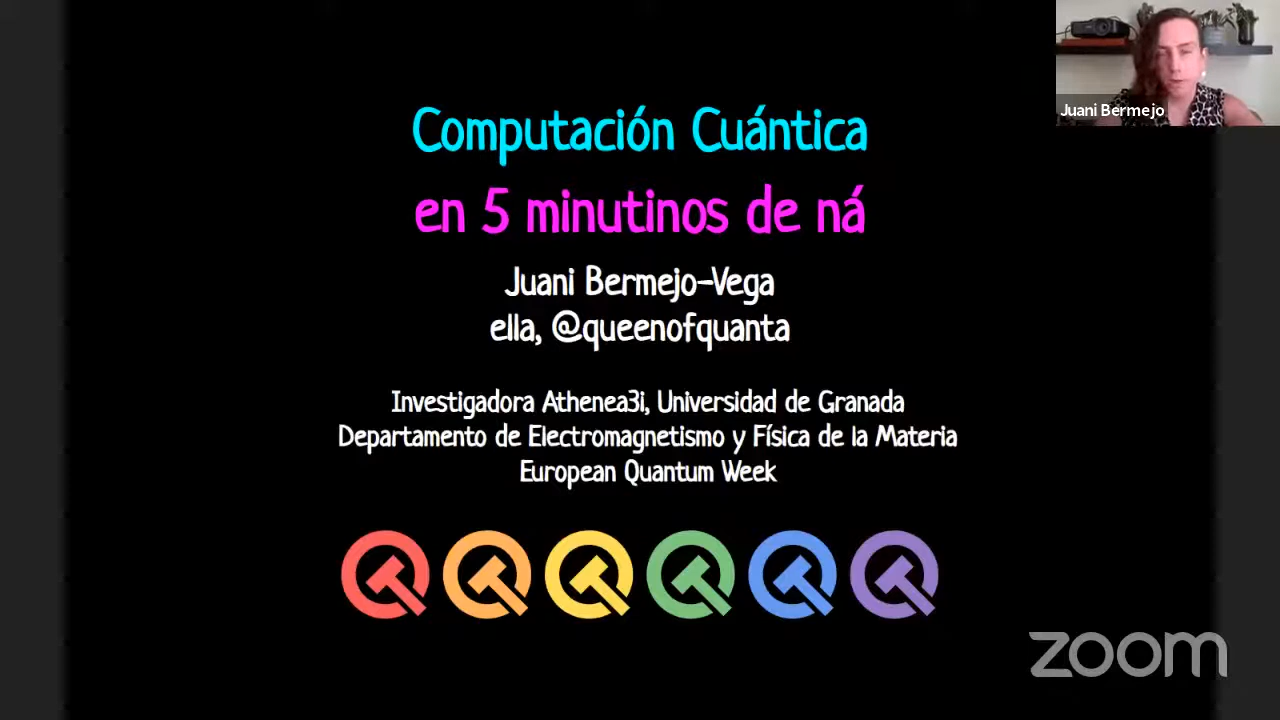 Computación Cuántica
en 5 minutinos de ná
Juani Bermejo-Vega
ella, @queenofquanta
Investigadora Athenea3i, Universidad de Granada
Departamento de Electromagnetismo y Física de la Materia
European Quantum Week
Juani Bermejo
zoom